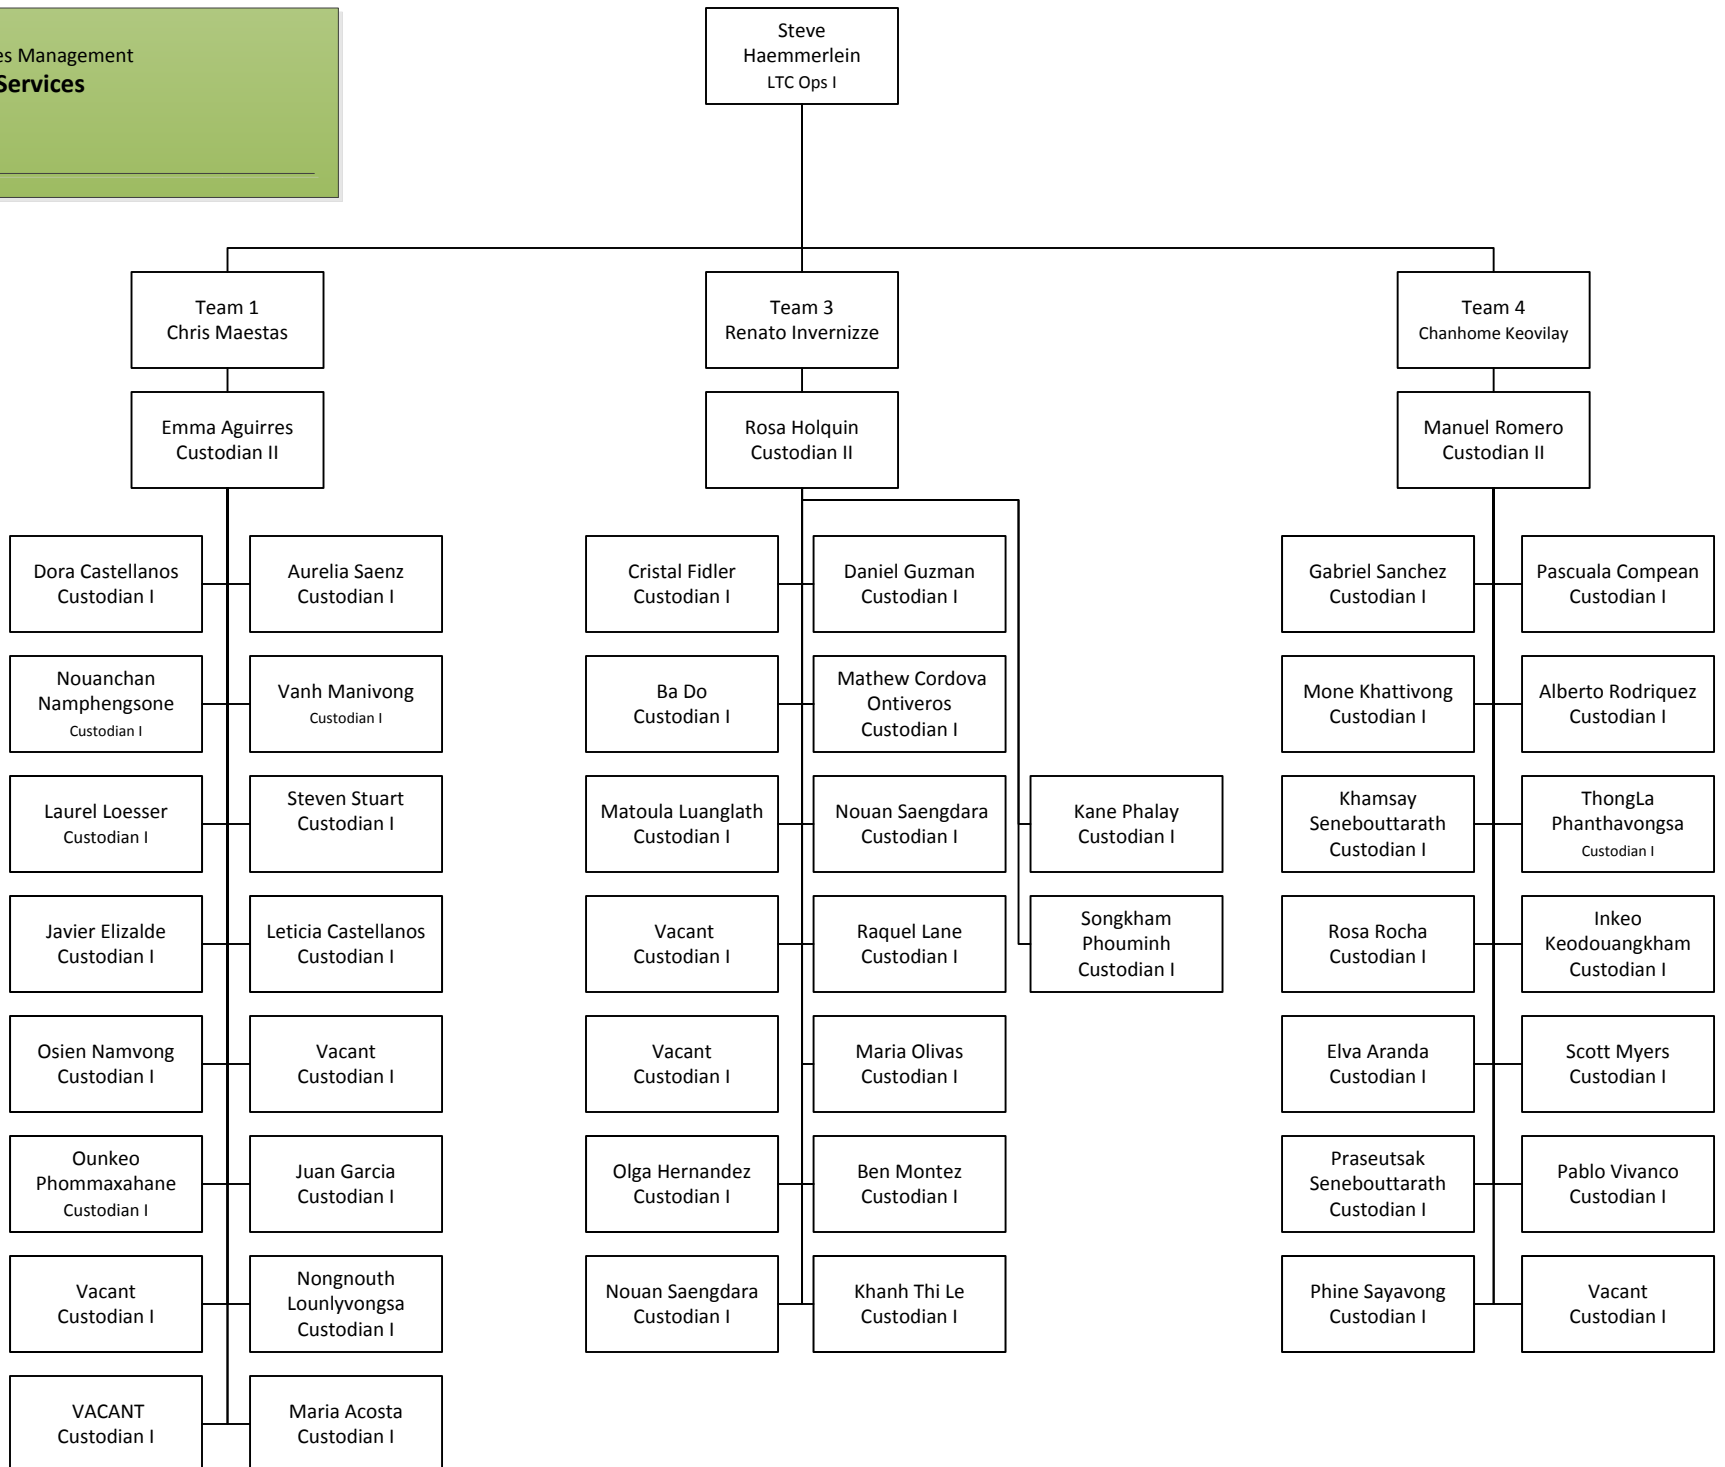 es Management
Services
Steve
Haemmerlein
LTC Ops I
Team 1
Chris Maestas
Team 3
Renato Invernizze
Team 4
Chanhome Keovilay
Emma Aguirres
Custodian II
Rosa Holquin
Custodian II
Manuel Romero
Custodian II
Dora Castellanos
Custodian I
Aurelia Saenz
Custodian I
Cristal Fidler
Custodian I
Daniel Guzman
Custodian I
Gabriel Sanchez
Custodian I
Pascuala Compean
Custodian I
Nouanchan
Namphengsone
Custodian I
Vanh Manivong
Custodian I
Ba Do
Custodian I
Mathew Cordova
Ontiveros
Custodian I
Mone Khattivong
Custodian I
Alberto Rodriquez
Custodian I
Laurel Loesser
Custodian I
Steven Stuart
Custodian I
Matoula Luanglath
Custodian I
Nouan Saengdara
Custodian I
Kane Phalay
Custodian I
Khamsay
Senebouttarath
Custodian I
ThongLa
Phanthavongsa
Custodian I
Javier Elizalde
Custodian I
Leticia Castellanos
Custodian I
Vacant
Custodian I
Raquel Lane
Custodian I
Songkham
Phouminh
Custodian I
Rosa Rocha
Custodian I
Inkeo
Keodouangkham
Custodian I
Osien Namvong
Custodian I
Vacant
Custodian I
Vacant
Custodian I
Maria Olivas
Custodian I
Elva Aranda
Custodian I
Scott Myers
Custodian I
Ounkeo
Phommaxahane
Custodian I
Juan Garcia
Custodian I
Olga Hernandez
Custodian I
Ben Montez
Custodian I
Praseutsak
Senebouttarath
Custodian I
Pablo Vivanco
Custodian I
Vacant
Custodian I
Nongnouth
Lounlyvongsa
Custodian I
Nouan Saengdara
Custodian I
Khanh Thi Le
Custodian I
Phine Sayavong
Custodian I
Vacant
Custodian I
VACANT
Custodian I
Maria Acosta
Custodian I